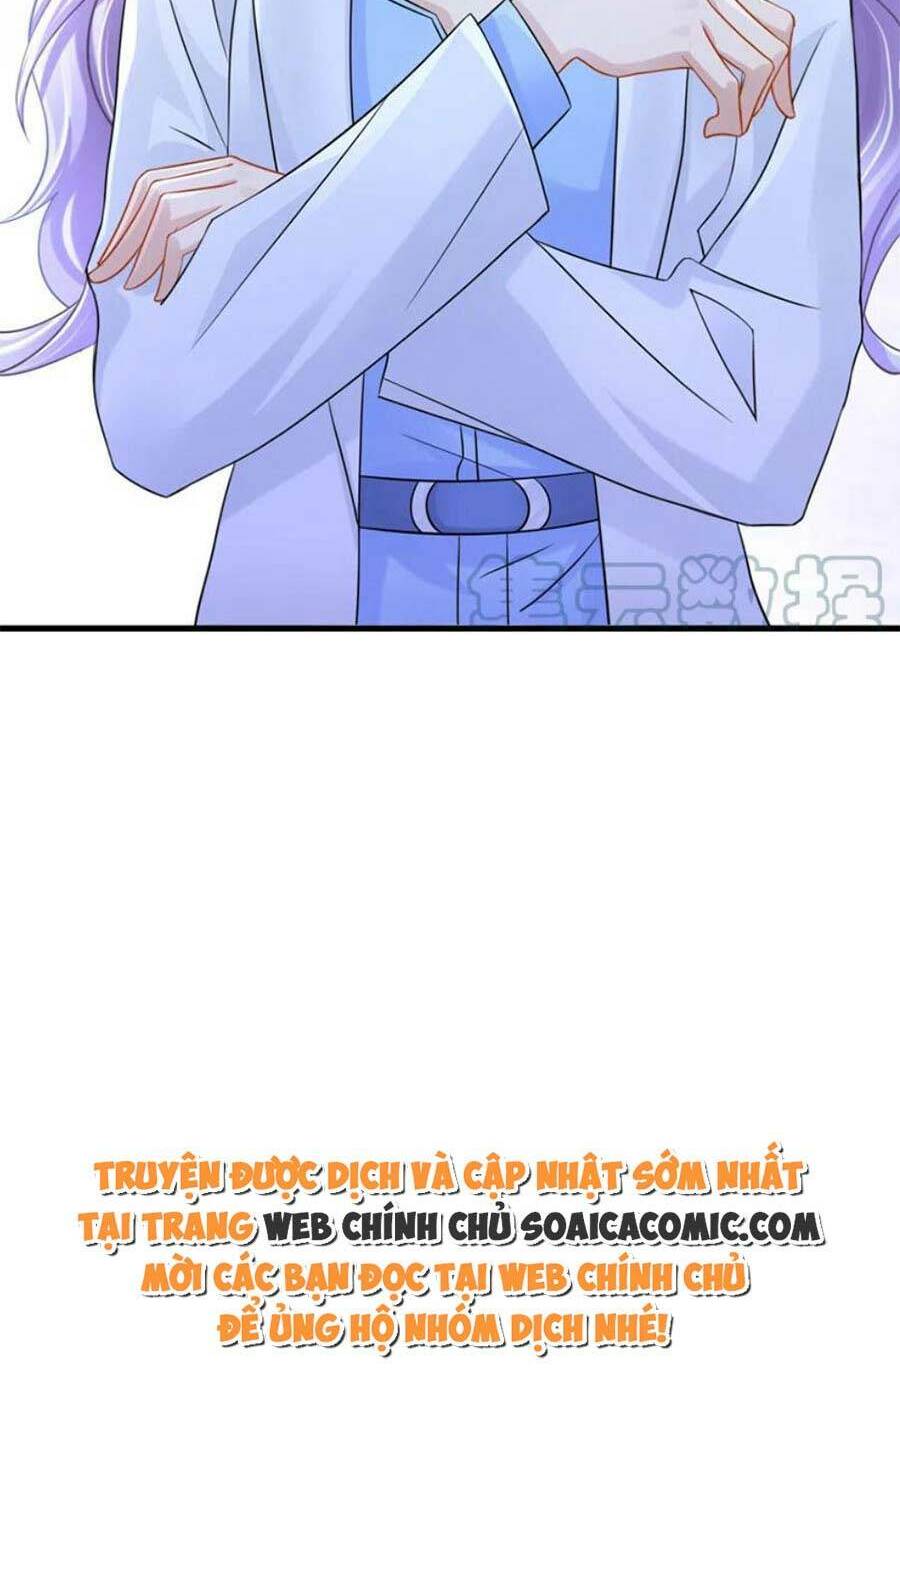 TRUYỆN ĐƯỢC DỊCH VÀ CẬP NHẬT SỚM NHẤT
TẠI TRANG WEB CHÍNH CHỦ SOAICACOMIC.COM
MỜI CÁC BẠN ĐỌC TẠI WEB CHÍNH CHỦ
ĐỂ ỦNG HỘ NHÓM DỊCH NHÉ!